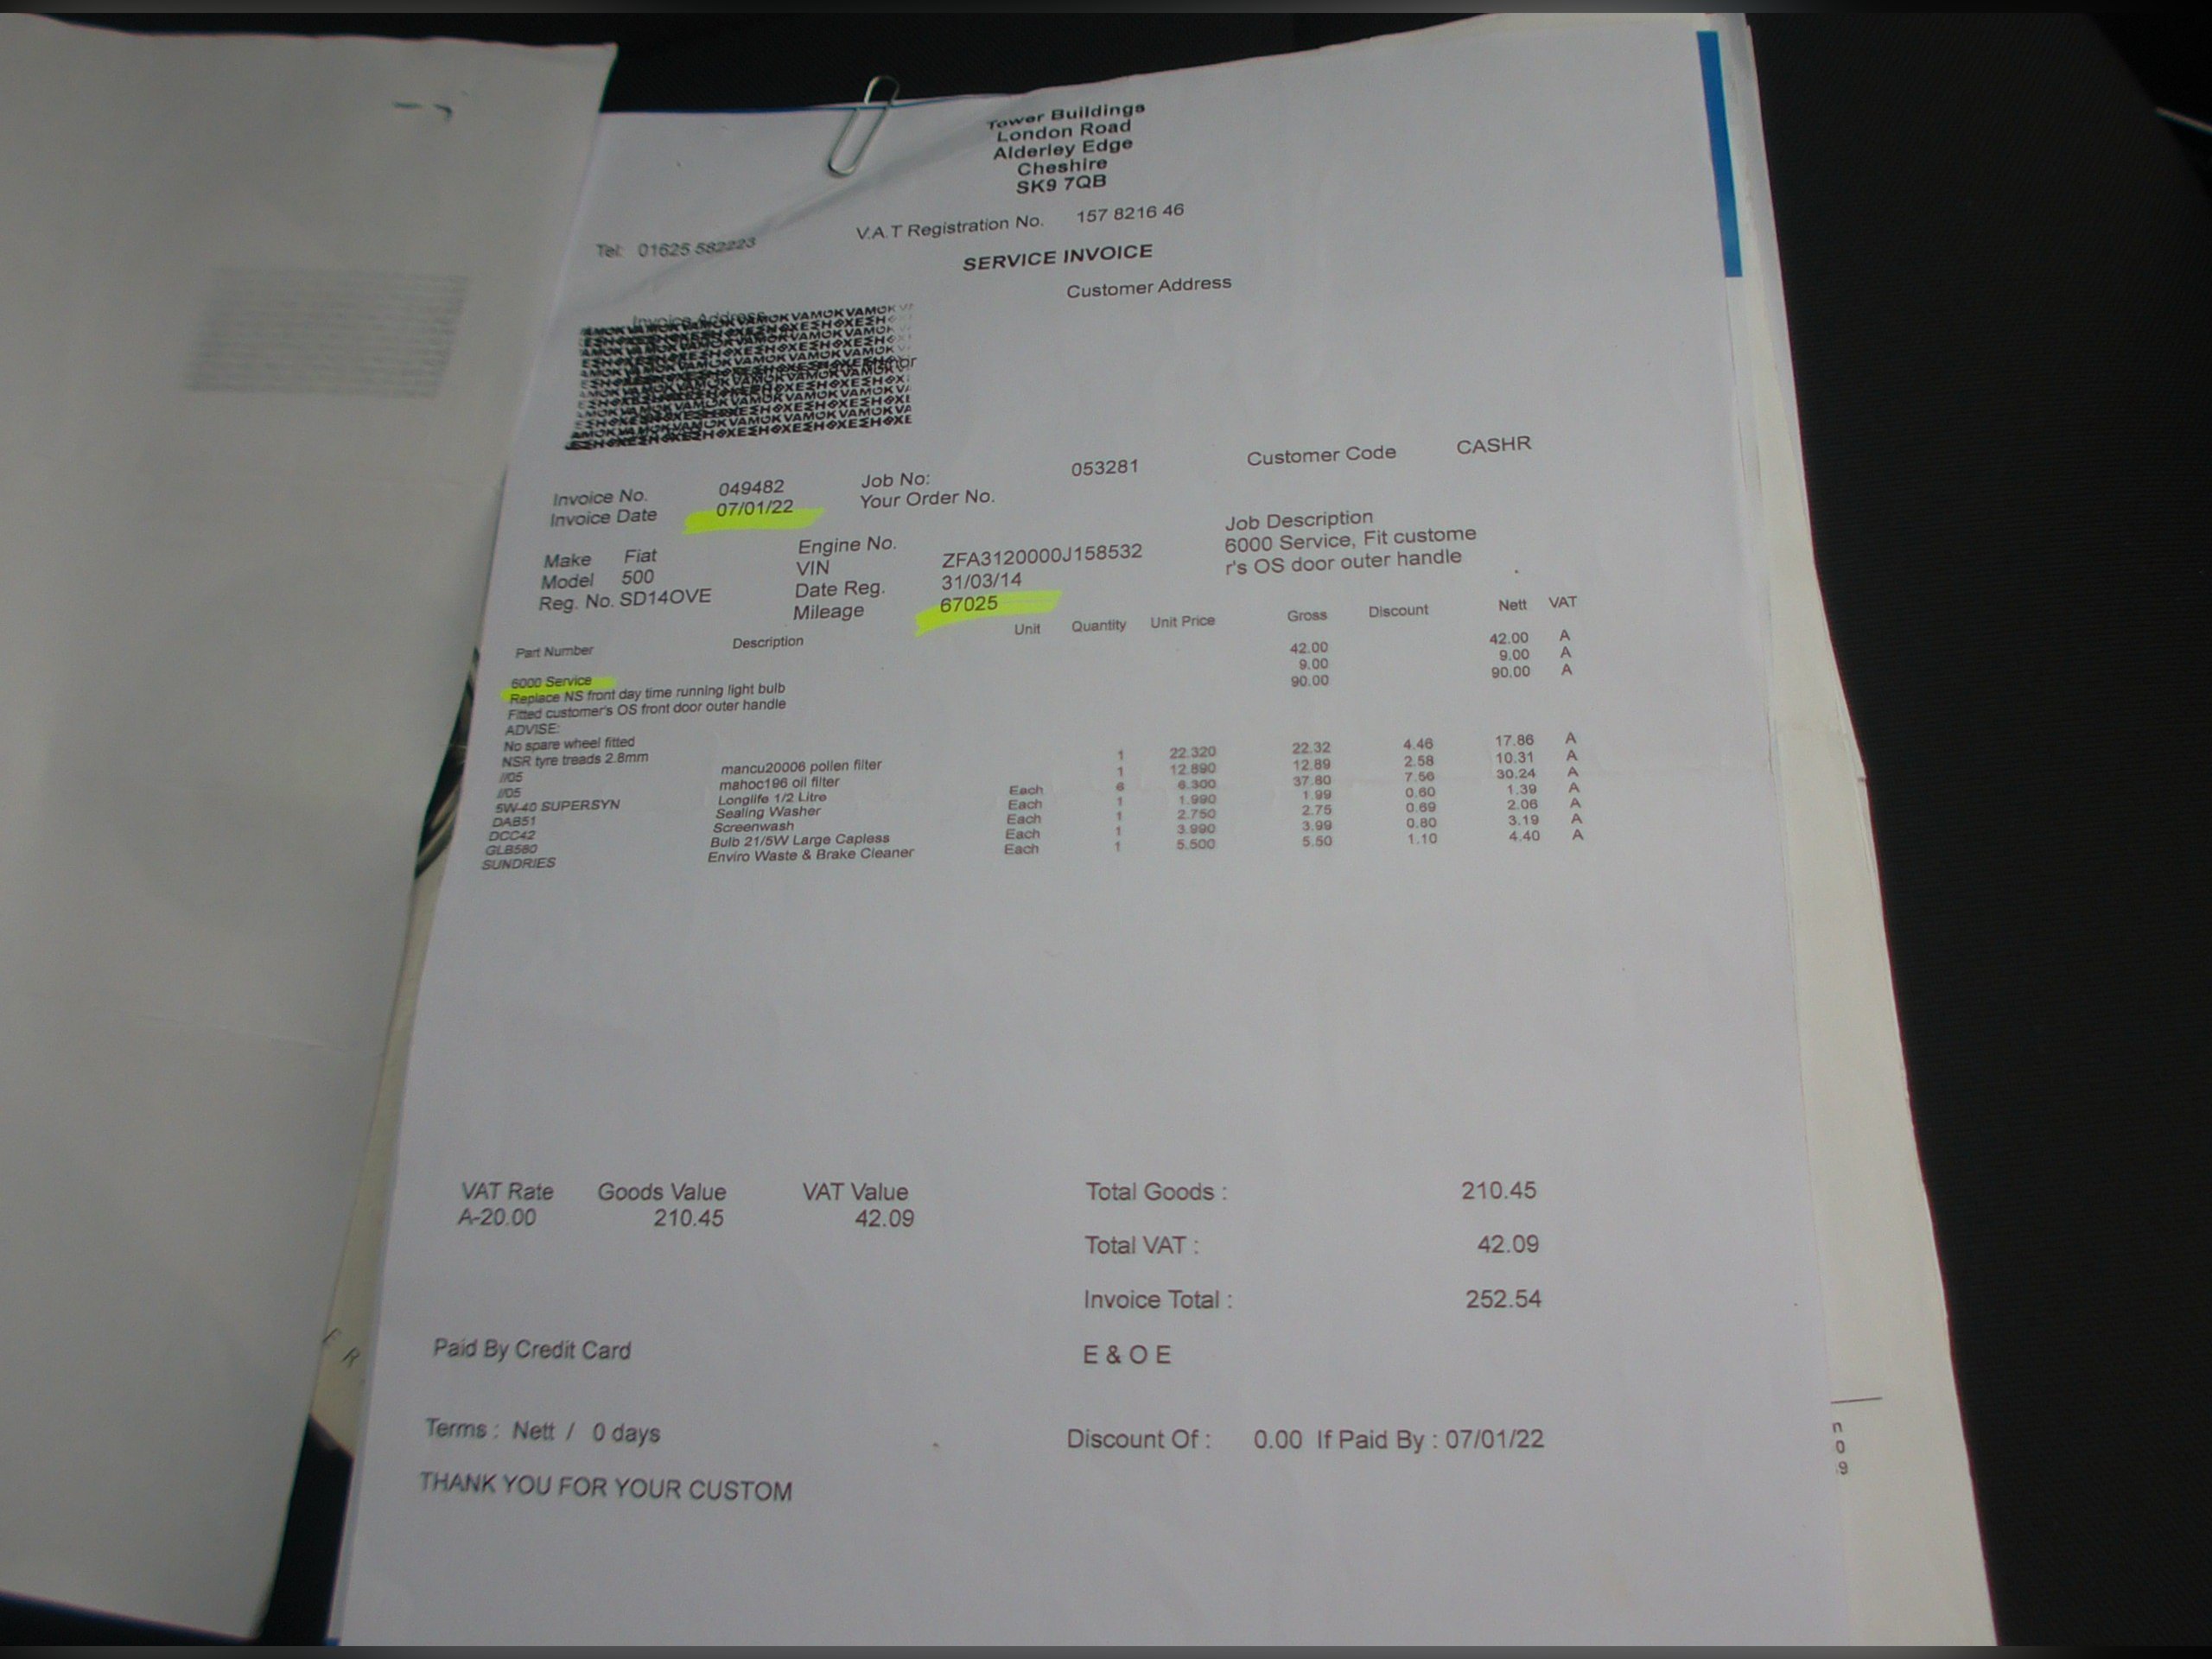 Tower Buildings
London Road
Alderley Edge
Cheshire
SK9 7QB
Tel: 01625 582223 V.A.T Registration No. 157 8216 46
SERVICE INVOICE
Invoice Address Customer Address
Invoice No. 049482 Job No: 053281 Customer Code CASHR
Invoice Date 07/01/22 Your Order No.
Make Fiat Engine No. Job Description
Model 500 VIN ZFA3120000J158532 6000 Service, Fit custome
Reg. No. SD14OVE Date Reg. 31/03/14 r's OS door outer handle
Mileage 67025
Part Number Description Unit Quantity Unit Price Gross Discount Nett VAT
6000 Service 42.00 42.00 A
Replace NS front day time running light bulb 9.00 9.00 A
Fitted customer's OS front door outer handle 90.00 90.00 A
ADVISE:
No spare wheel fitted
NSR tyre treads 2.8mm
//05 mancu20006 pollen filter 1 22.320 22.32 4.46 17.86 A
//05 mahoc196 oil filter 1 12.890 12.89 2.58 10.31 A
5W-40 SUPERSYN Longlife 1/2 Litre Each 6 6.300 37.80 7.56 30.24 A
DAB51 Sealing Washer Each 1 1.990 1.99 0.60 1.39 A
DCC42 Screenwash Each 1 2.750 2.75 0.69 2.06 A
GLB580 Bulb 21/5W Large Capless Each 1 3.990 3.99 0.80 3.19 A
SUNDRIES Enviro Waste & Brake Cleaner Each 1 5.500 5.50 1.10 4.40 A
VAT Rate Goods Value VAT Value Total Goods : 210.45
A-20.00 210.45 42.09
Total VAT : 42.09
Invoice Total : 252.54
Paid By Credit Card E & O E
Terms : Nett / 0 days Discount Of : 0.00 If Paid By : 07/01/22
THANK YOU FOR YOUR CUSTOM
n
0
.9
E R